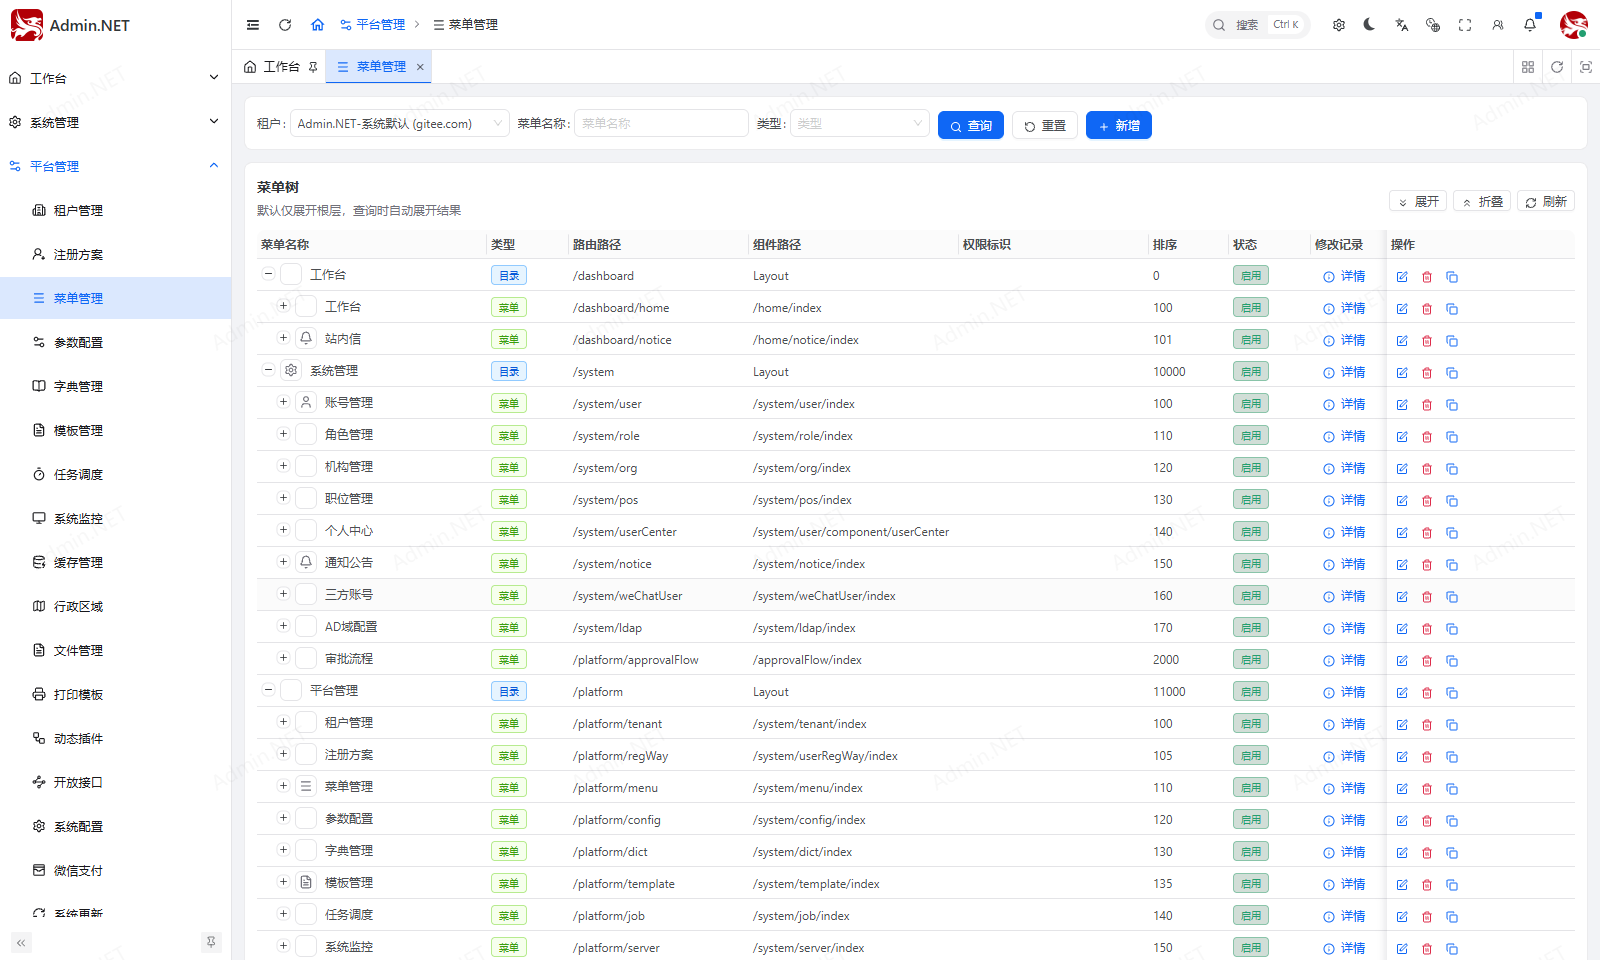 Admin.NET
平台管理
菜单管理
搜索
Ctrl K
工作台
菜单管理
工作台
系统管理
平台管理
租户管理
注册方案
菜单管理
参数配置
字典管理
模板管理
任务调度
系统监控
缓存管理
行政区域
文件管理
打印模板
动态插件
开放接口
系统配置
微信支付
系统更新
租户: Admin.NET-系统默认 (gitee.com) 菜单名称: 菜单名称 类型: 类型 查询 重置 新增
菜单树
默认仅展开根层，查询时自动展开结果
展开 折叠 刷新
菜单名称 类型 路由路径 组件路径 权限标识 排序 状态 修改记录 操作
工作台 目录 /dashboard Layout 0 启用 详情
工作台 菜单 /dashboard/home /home/index 100 启用 详情
站内信 菜单 /dashboard/notice /home/notice/index 101 启用 详情
系统管理 目录 /system Layout 10000 启用 详情
账号管理 菜单 /system/user /system/user/index 100 启用 详情
角色管理 菜单 /system/role /system/role/index 110 启用 详情
机构管理 菜单 /system/org /system/org/index 120 启用 详情
职位管理 菜单 /system/pos /system/pos/index 130 启用 详情
个人中心 菜单 /system/userCenter /system/user/component/userCenter 140 启用 详情
通知公告 菜单 /system/notice /system/notice/index 150 启用 详情
三方账号 菜单 /system/weChatUser /system/weChatUser/index 160 启用 详情
AD域配置 菜单 /system/ldap /system/ldap/index 170 启用 详情
审批流程 菜单 /platform/approvalFlow /approvalFlow/index 2000 启用 详情
平台管理 目录 /platform Layout 11000 启用 详情
租户管理 菜单 /platform/tenant /system/tenant/index 100 启用 详情
注册方案 菜单 /platform/regWay /system/userRegWay/index 105 启用 详情
菜单管理 菜单 /platform/menu /system/menu/index 110 启用 详情
参数配置 菜单 /platform/config /system/config/index 120 启用 详情
字典管理 菜单 /platform/dict /system/dict/index 130 启用 详情
模板管理 菜单 /platform/template /system/template/index 135 启用 详情
任务调度 菜单 /platform/job /system/job/index 140 启用 详情
系统监控 菜单 /platform/server /system/server/index 150 启用 详情